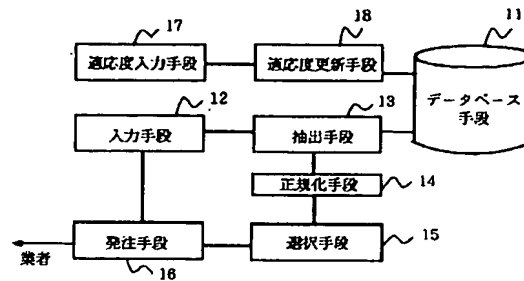 17
18
11
適応度入力手段
適応度更新手段
データベース
手段
12
13
入力手段
抽出手段
正規化手段
14
発注手段
選択手段
15
業者
16